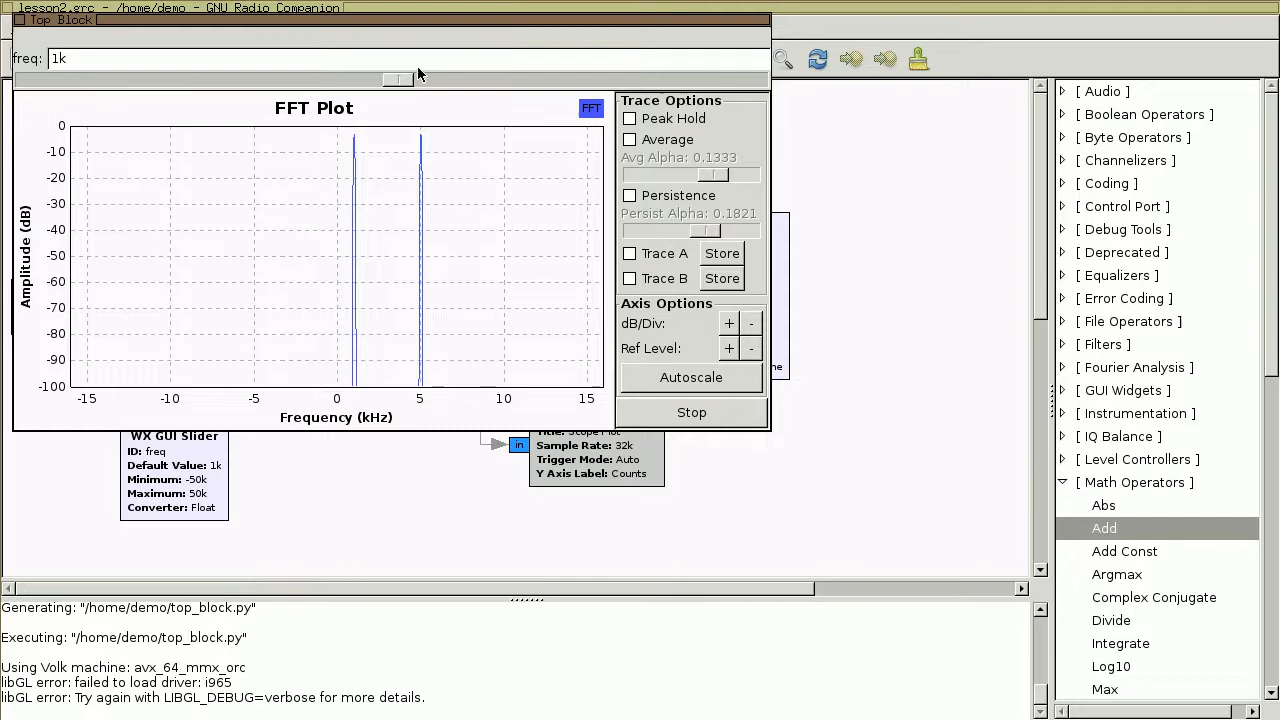 lesson2.grc - /home/demo - GNU Radio Companion
Top Block
freq: 1k
FFT Plot
FFT
0
-10
-20
-30
-40
-50
-60
-70
-80
-90
-100
Amplitude (dB)
-15 -10 -5 0 5 10 15
Frequency (kHz)
Trace Options
Peak Hold
Average
Avg Alpha: 0.1333
Persistence
Persist Alpha: 0.1821
Trace A Store
Trace B Store
Axis Options
dB/Div: + -
Ref Level: + -
Autoscale
Stop
WX GUI Slider
ID: freq
Default Value: 1k
Minimum: -50k
Maximum: 50k
Converter: Float
in
Title: Scope Plot
Sample Rate: 32k
Trigger Mode: Auto
Y Axis Label: Counts
[ Audio ]
[ Boolean Operators ]
[ Byte Operators ]
[ Channelizers ]
[ Coding ]
[ Control Port ]
[ Debug Tools ]
[ Deprecated ]
[ Equalizers ]
[ Error Coding ]
[ File Operators ]
[ Filters ]
[ Fourier Analysis ]
[ GUI Widgets ]
[ Instrumentation ]
[ IQ Balance ]
[ Level Controllers ]
[ Math Operators ]
Abs
Add
Add Const
Argmax
Complex Conjugate
Divide
Integrate
Log10
Max
Generating: "/home/demo/top_block.py"
Executing: "/home/demo/top_block.py"
Using Volk machine: avx_64_mmx_orc
libGL error: failed to load driver: i965
libGL error: Try again with LIBGL_DEBUG=verbose for more details.